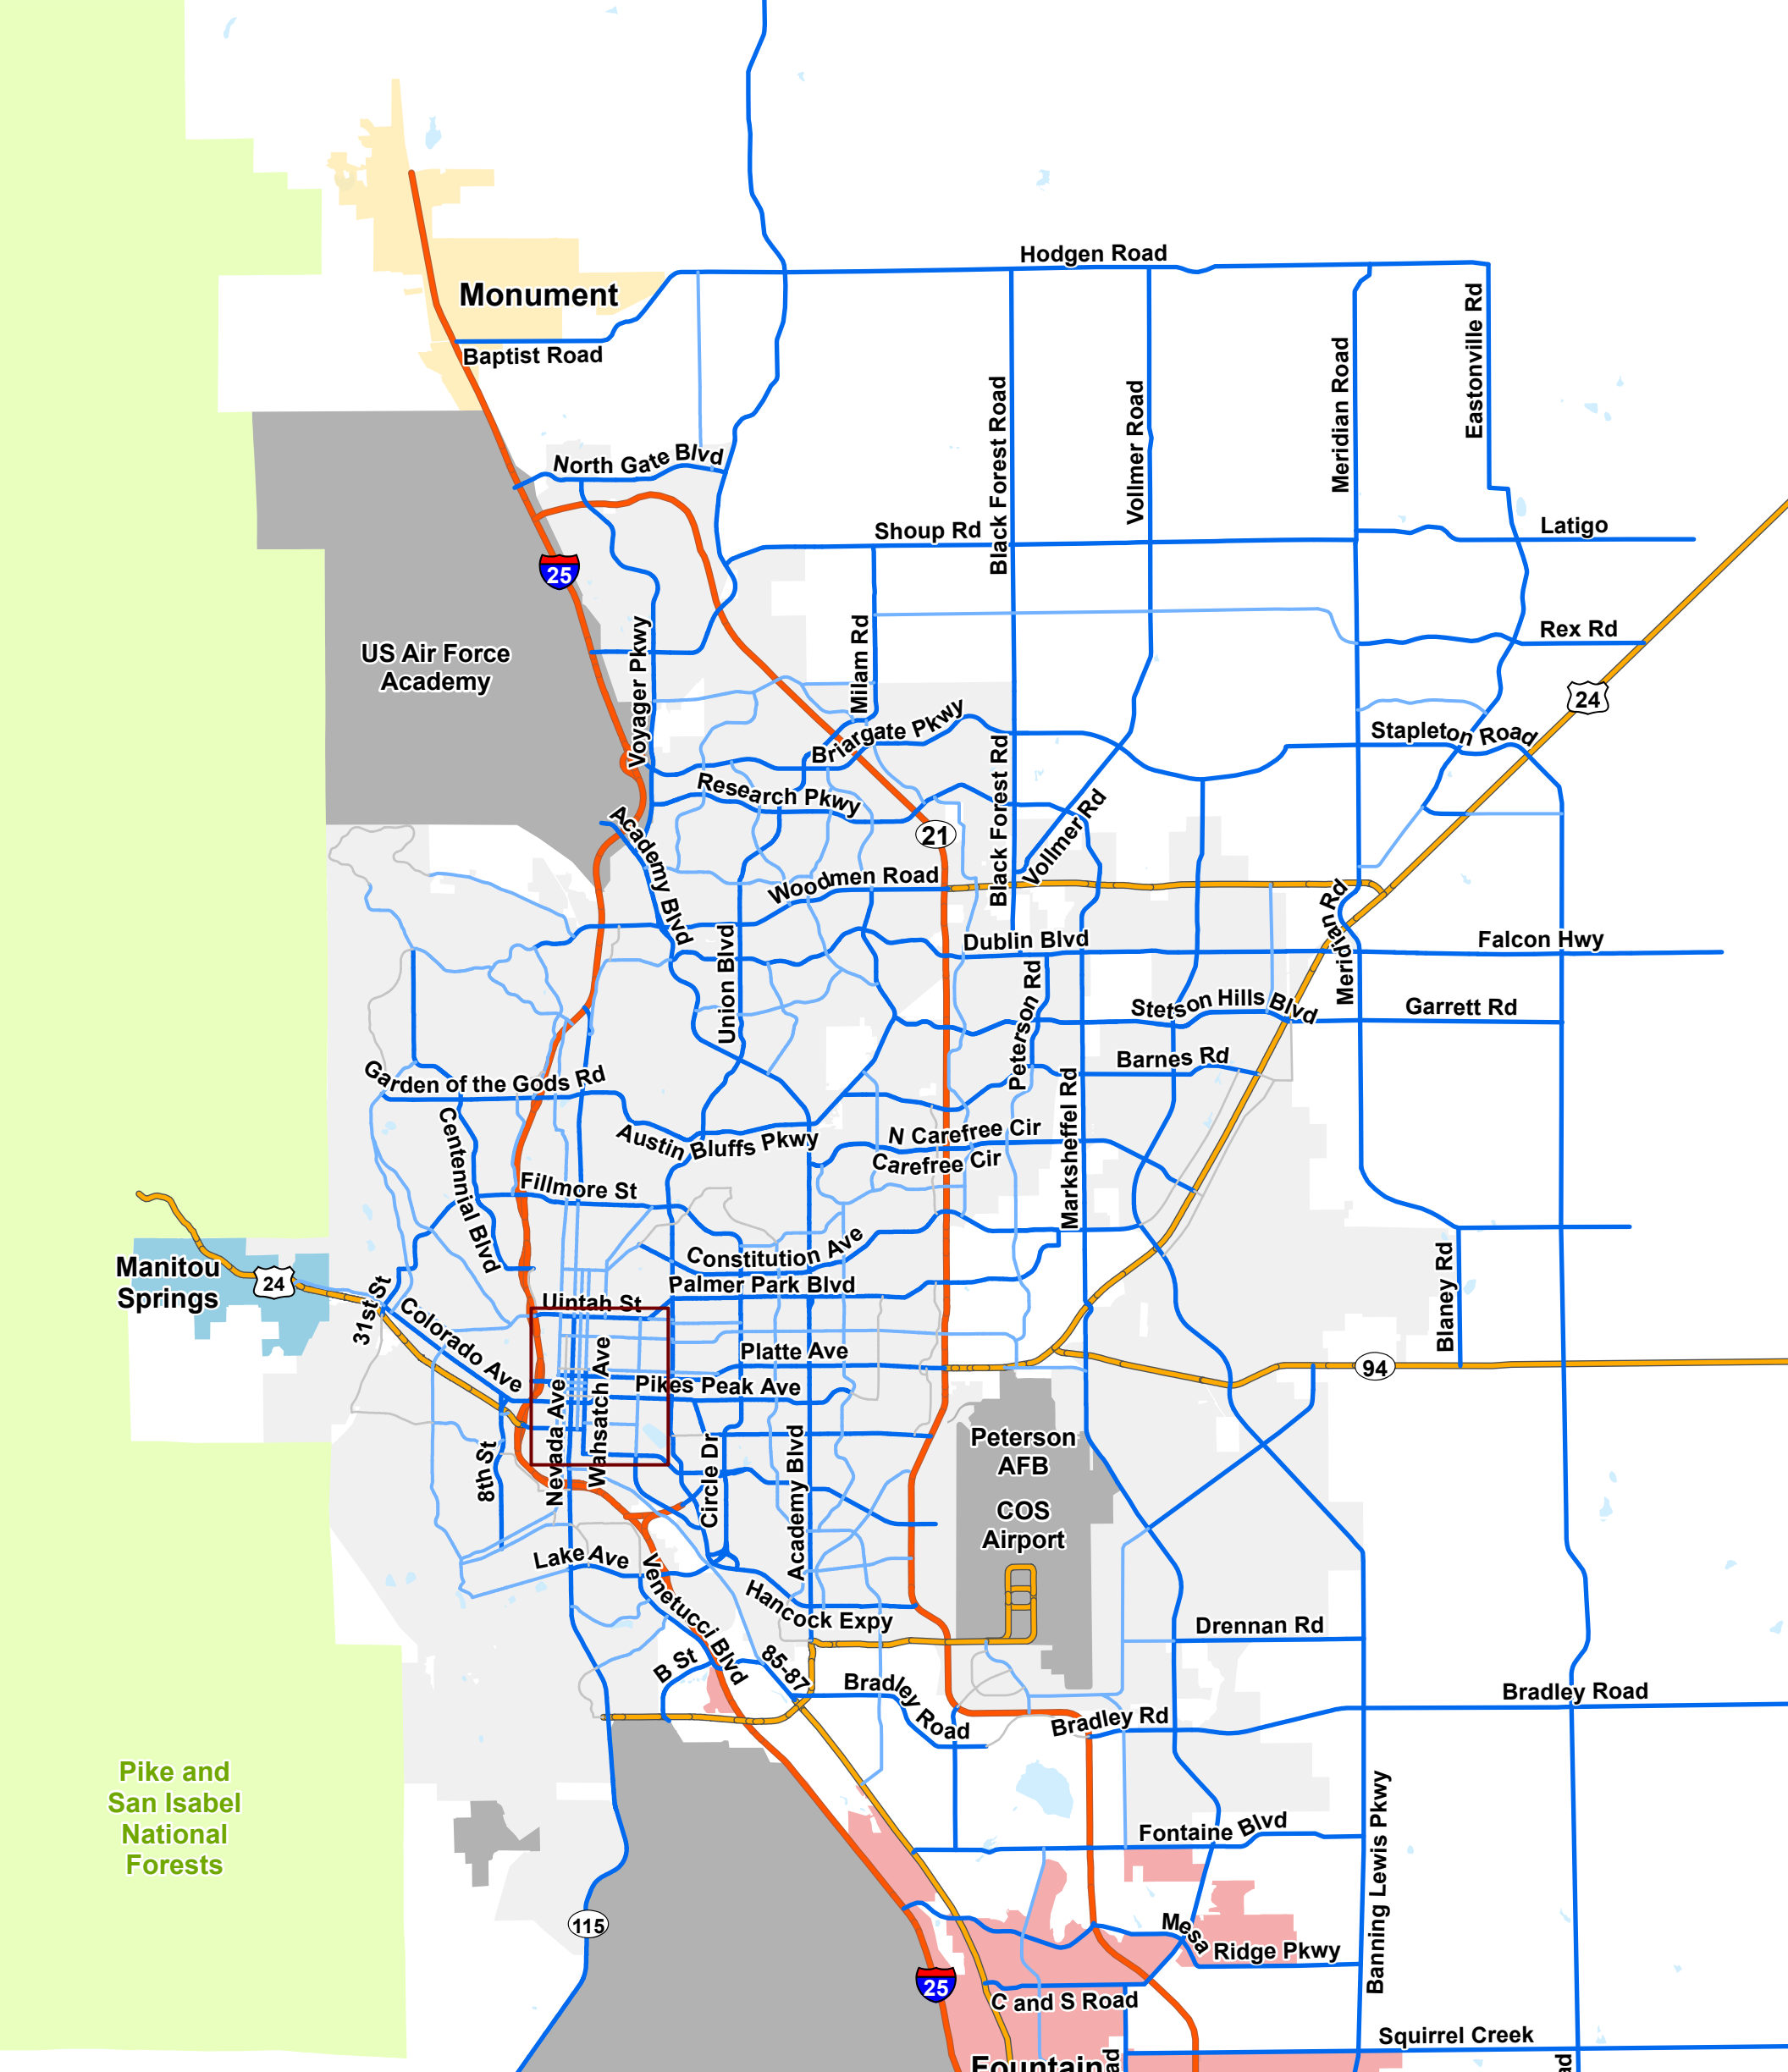 Hodgen Road
Monument
Baptist Road
Eastonville Rd
Meridian Road
Black Forest Road
Vollmer Road
North Gate Blvd
Shoup Rd
Latigo
25
US Air Force
Academy
Voyager Pkwy
Milam Rd
Rex Rd
24
Briargate Pkwy
Stapleton Road
Research Pkwy
Black Forest Rd
Vollmer Rd
21
Academy Blvd
Woodmen Road
Meridian Rd
Union Blvd
Dublin Blvd
Falcon Hwy
Peterson Rd
Stetson Hills Blvd
Garrett Rd
Barnes Rd
Garden of the Gods Rd
Marksheffel Rd
Centennial Blvd
Austin Bluffs Pkwy
N Carefree Cir
Carefree Cir
Fillmore St
Constitution Ave
Manitou
Springs
24
31st St
Palmer Park Blvd
Blaney Rd
Uintah St
Colorado Ave
Platte Ave
94
Wahsatch Ave
Nevada Ave
Pikes Peak Ave
8th St
Circle Dr
Academy Blvd
Peterson
AFB
COS
Airport
Lake Ave
Venetucci Blvd
Hancock Expy
Drennan Rd
B St
85-87
Bradley Road
Bradley Rd
Bradley Road
Pike and
San Isabel
National
Forests
Fontaine Blvd
Banning Lewis Pkwy
115
Mesa
Ridge Pkwy
25
C and S Road
Squirrel Creek
Fountain